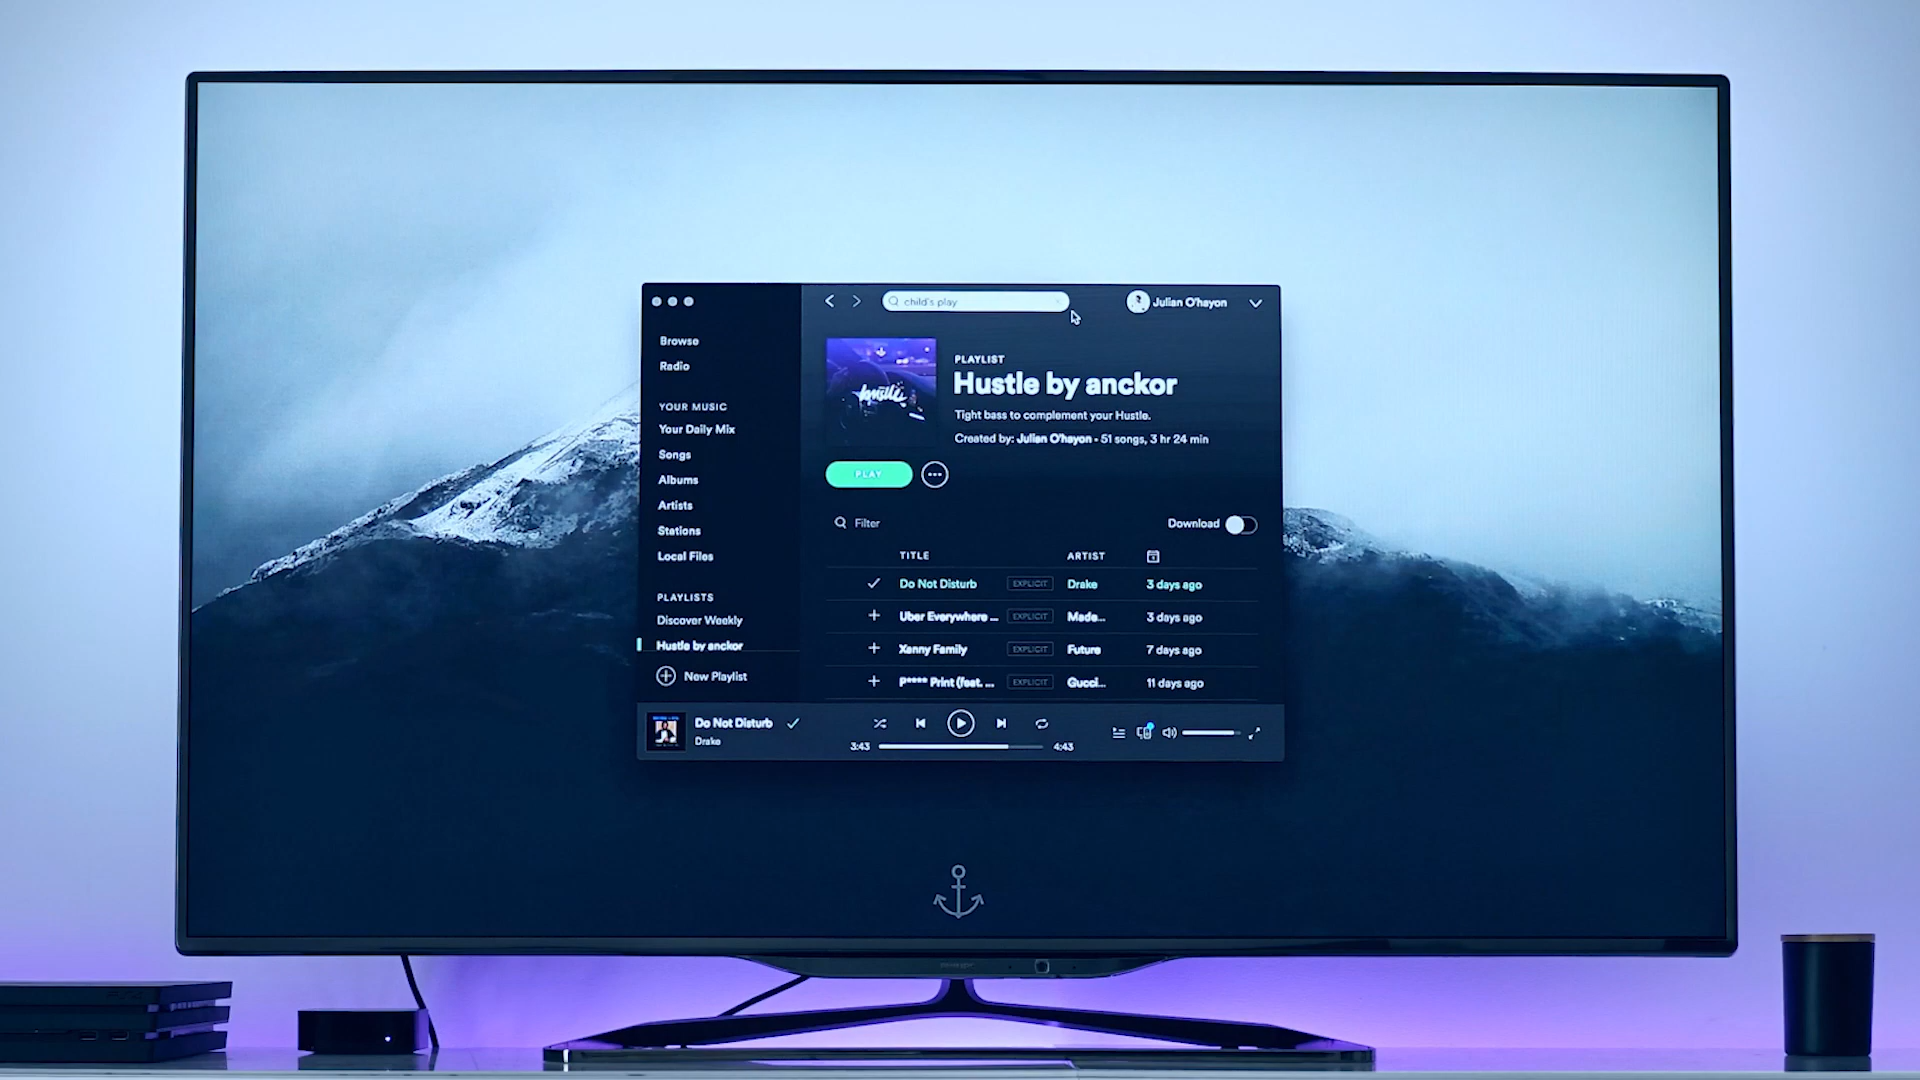 child's play
Julian O'hayon
Browse
Radio
YOUR MUSIC
Your Daily Mix
Songs
Albums
Artists
Stations
Local Files
PLAYLISTS
Discover Weekly
Hustle by anckor
New Playlist
hustle
PLAYLIST
Hustle by anckor
Tight bass to complement your Hustle.
Created by: Julian O'hayon • 51 songs, 3 hr 24 min
PLAY
Filter
Download
TITLE ARTIST
Do Not Disturb EXPLICIT Drake 3 days ago
Uber Everywhere ... EXPLICIT Made... 3 days ago
Xanny Family EXPLICIT Future 7 days ago
P**** Print (feat. ... EXPLICIT Gucci... 11 days ago
Do Not Disturb
Drake
3:43 4:43